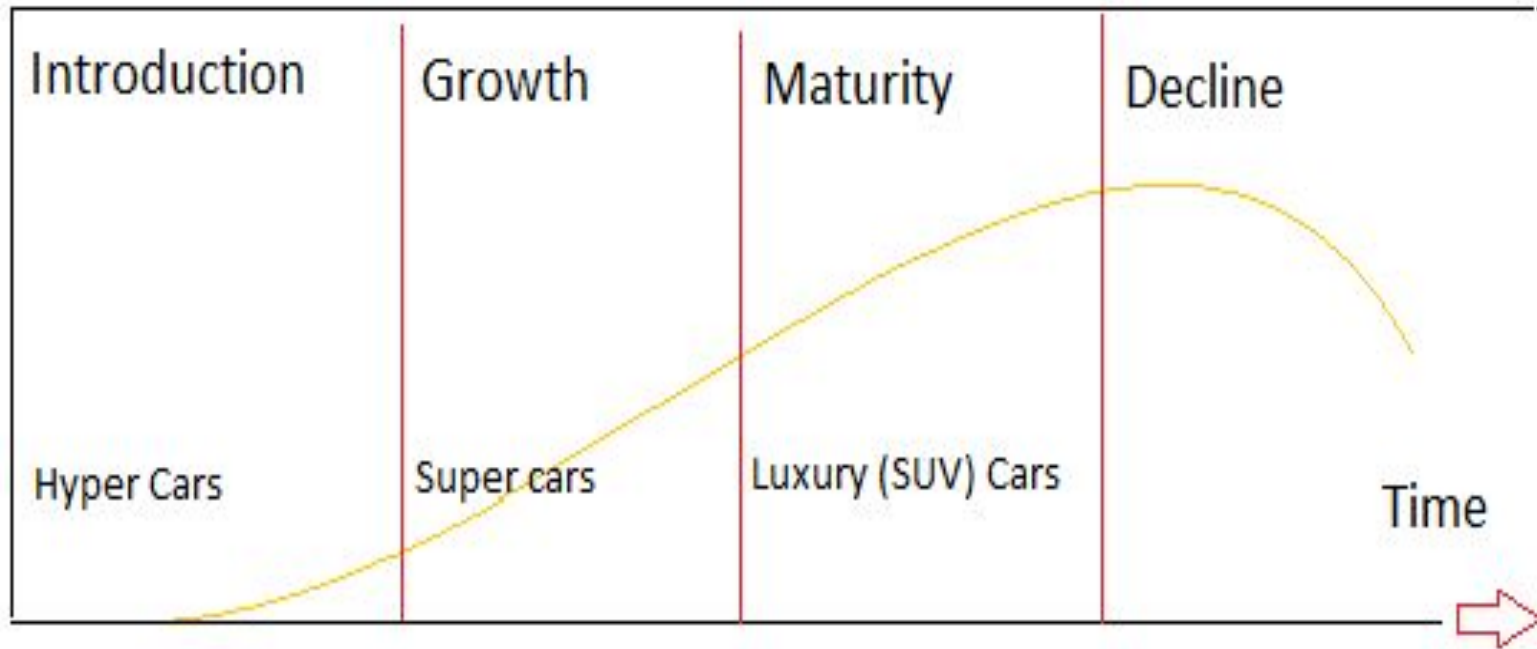 Introduction
Growth
Maturity
Decline
Hyper Cars
Super cars
Luxury (SUV) Cars
Time